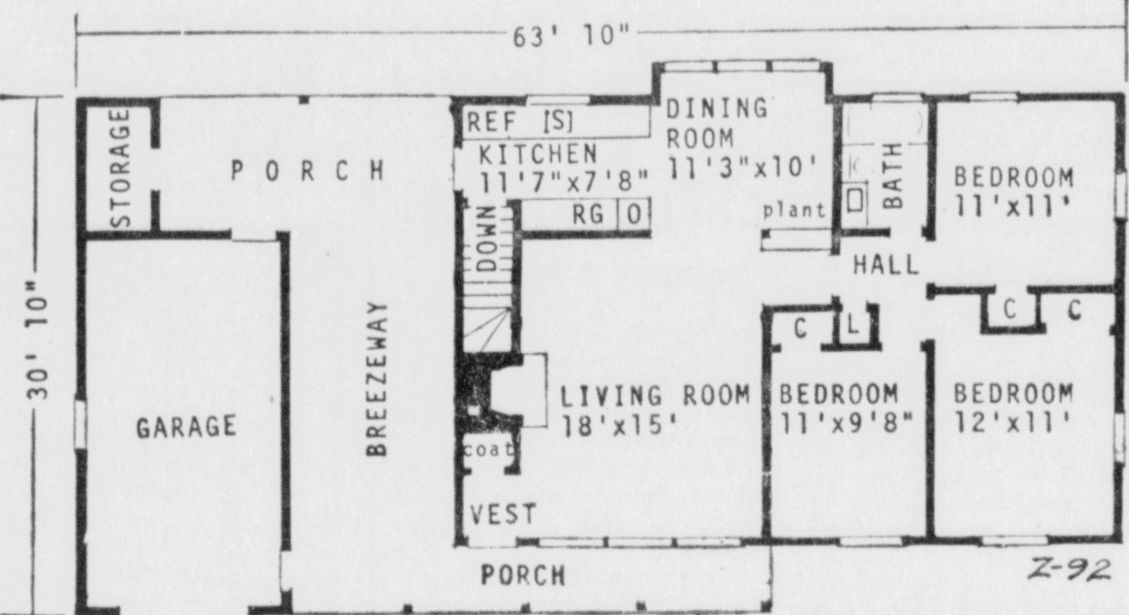 63' 10"
30' 10"
STORAGE
PORCH
REF [S]
KITCHEN
11'7"x7'8"
RG O
DOWN
DINING
ROOM
11'3"x10'
plant
BATH
BEDROOM
11'x11'
HALL
C
L
C
C
GARAGE
BREEZEWAY
LIVING ROOM
18'x15'
BEDROOM
11'x9'8"
BEDROOM
12'x11'
coat
VEST
PORCH
Z-92